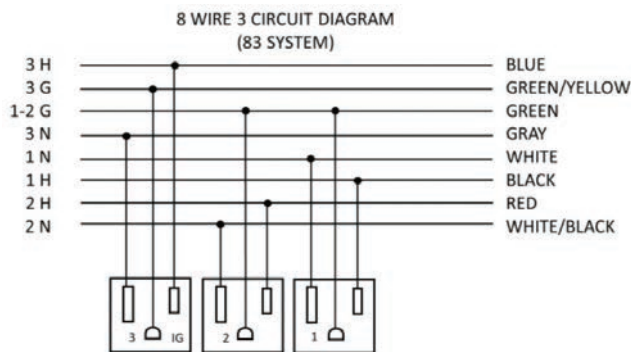 8 WIRE 3 CIRCUIT DIAGRAM
(83 SYSTEM)
3 H BLUE
3 G GREEN/YELLOW
1-2 G GREEN
3 N GRAY
1 N WHITE
1 H BLACK
2 H RED
2 N WHITE/BLACK
3 IG 2 1